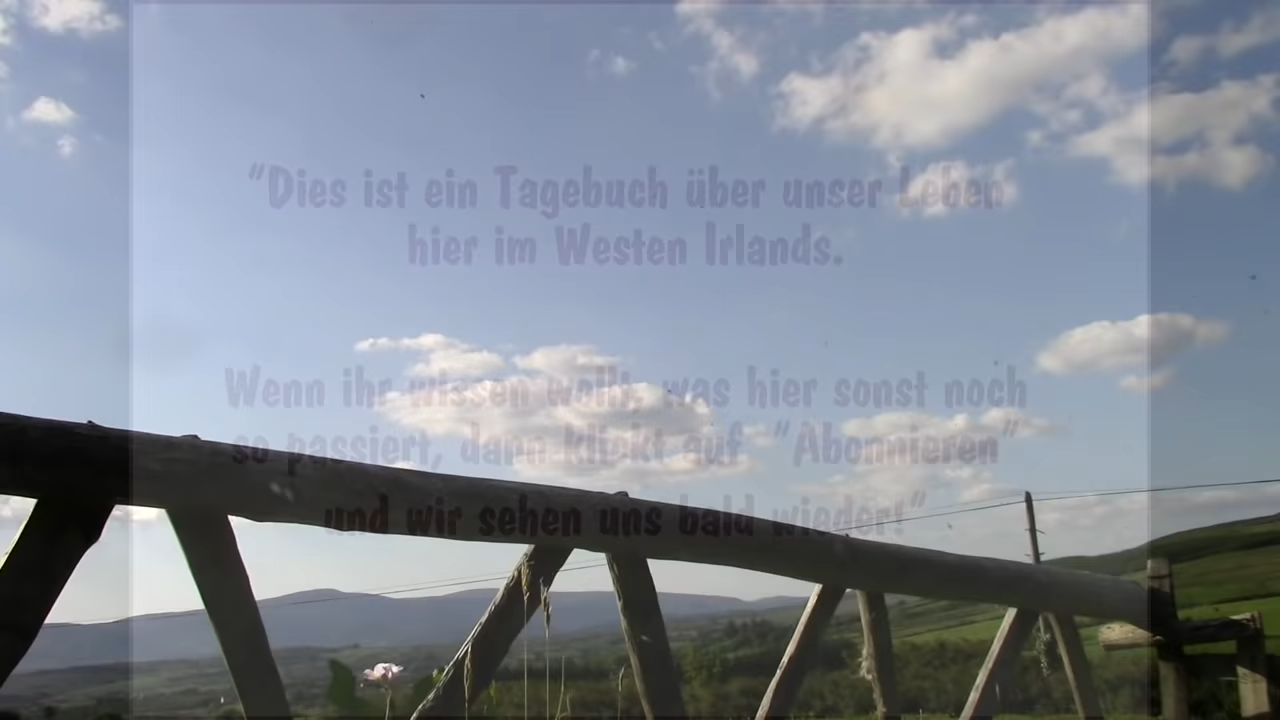 “Dies ist ein Tagebuch über unser Leben
hier im Westen Irlands.
Wenn ihr wissen wollt, was hier sonst noch
so passiert, dann klickt auf “Abonnieren”
und wir sehen uns bald wieder!”